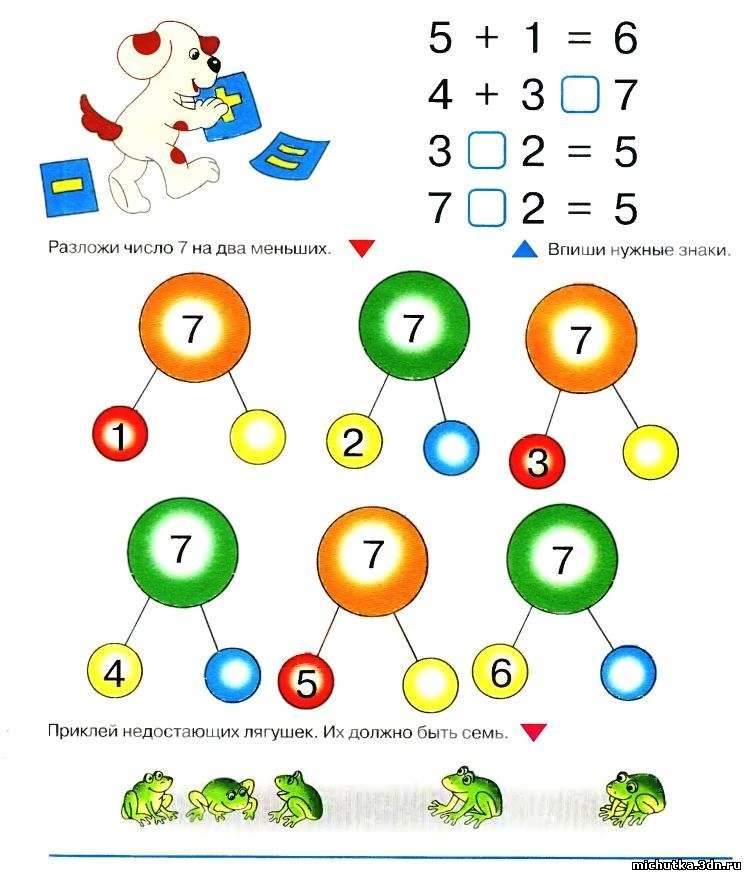 5 + 1 = 6
4 + 3 □ 7
3 □ 2 = 5
7 □ 2 = 5
Разложи число 7 на два меньших.
Впиши нужные знаки.
7 7 7
1 2 3
7 7 7
4 5 6
Приклей недостающих лягушек. Их должно быть семь.
michutka.3dn.ru